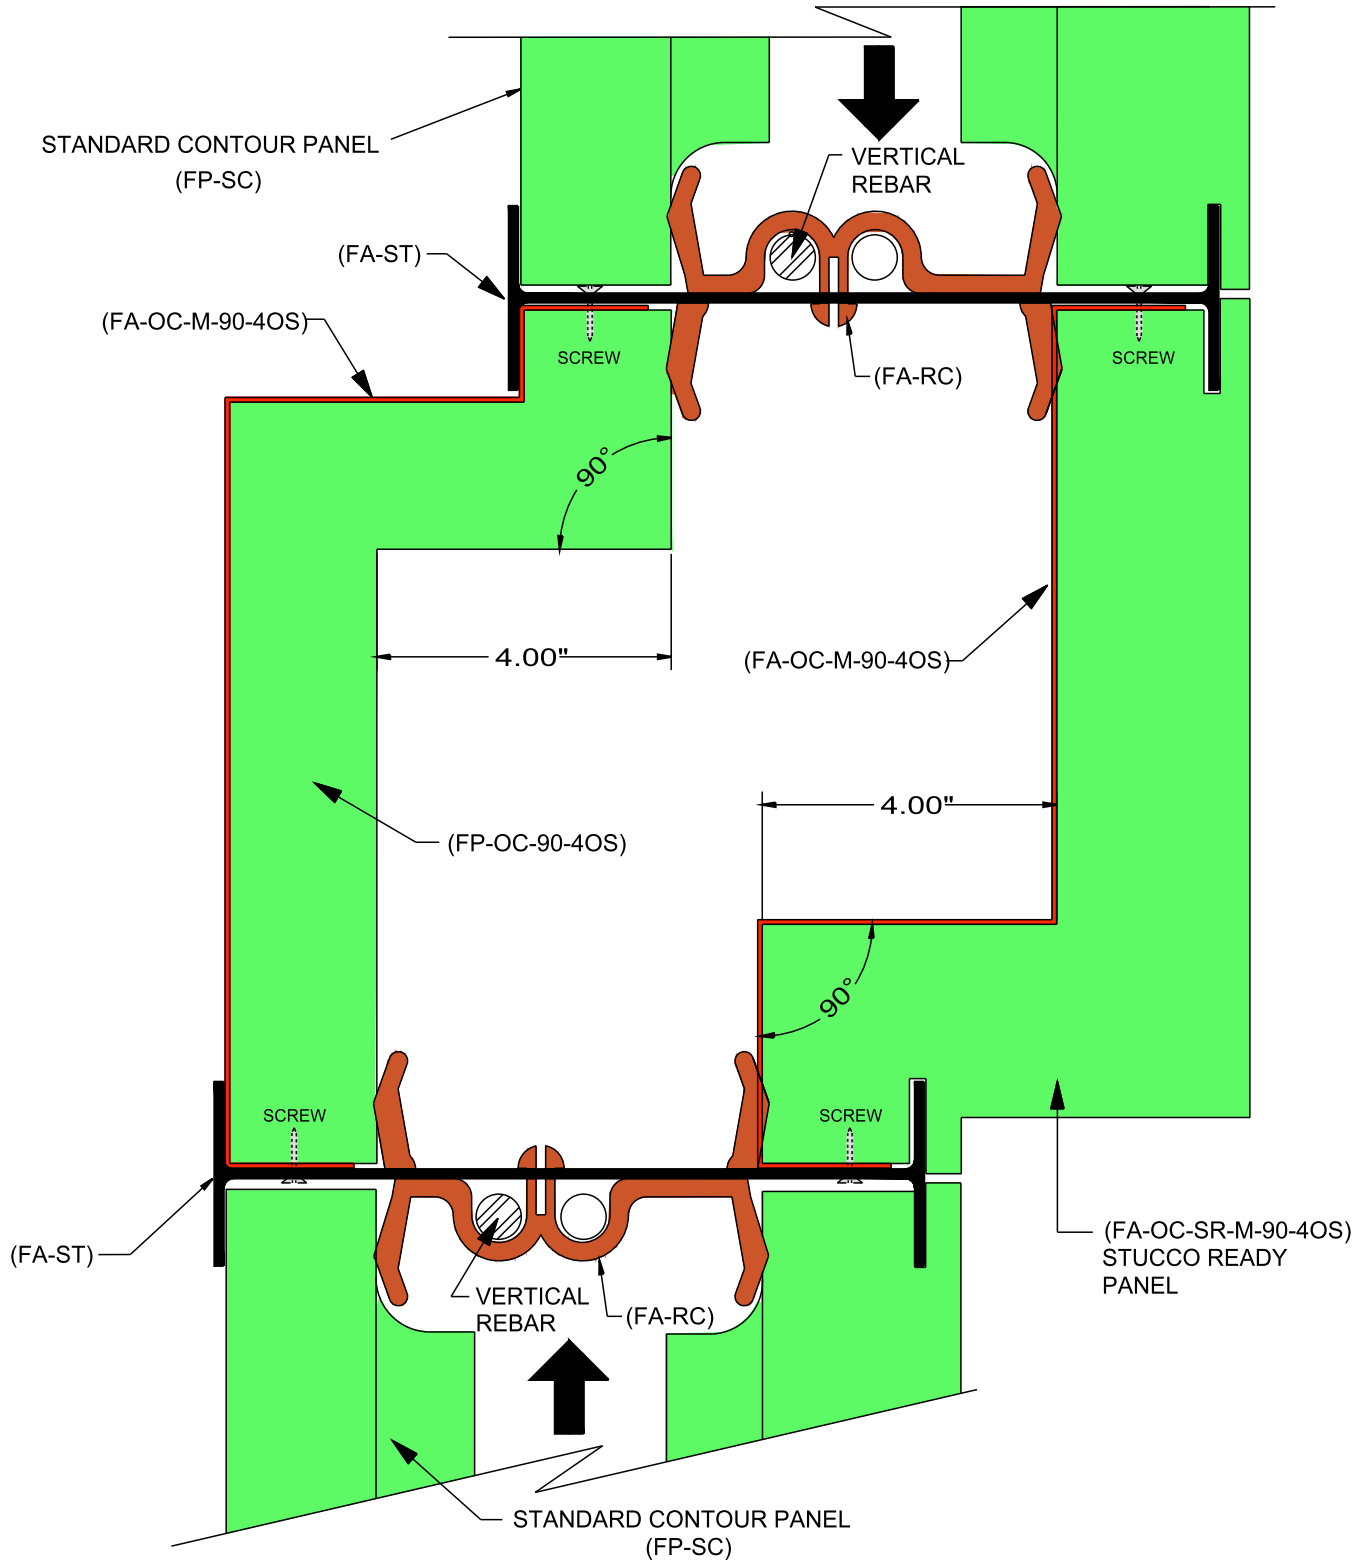 STANDARD CONTOUR PANEL
(FP-SC)
VERTICAL
REBAR
(FA-ST)
(FA-OC-M-90-4OS)
SCREW
SCREW
(FA-RC)
90°
4.00"
(FA-OC-M-90-4OS)
4.00"
(FP-OC-90-4OS)
90°
SCREW
SCREW
(FA-ST)
(FA-OC-SR-M-90-4OS)
STUCCO READY
PANEL
VERTICAL
REBAR
(FA-RC)
STANDARD CONTOUR PANEL
(FP-SC)